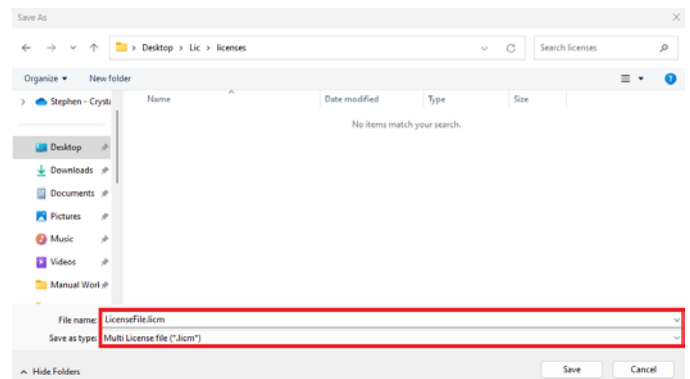 Save As
Desktop > Lic > licenses
Search licenses
Organize
New folder
Name
Date modified
Type
Size
Stephen - Crysta
No items match your search.
Desktop
Downloads
Documents
Pictures
Music
Videos
Manual Worl
File name: LicenseFile.licm
Save as type: Multi License file (*.licm")
Hide Folders
Save
Cancel